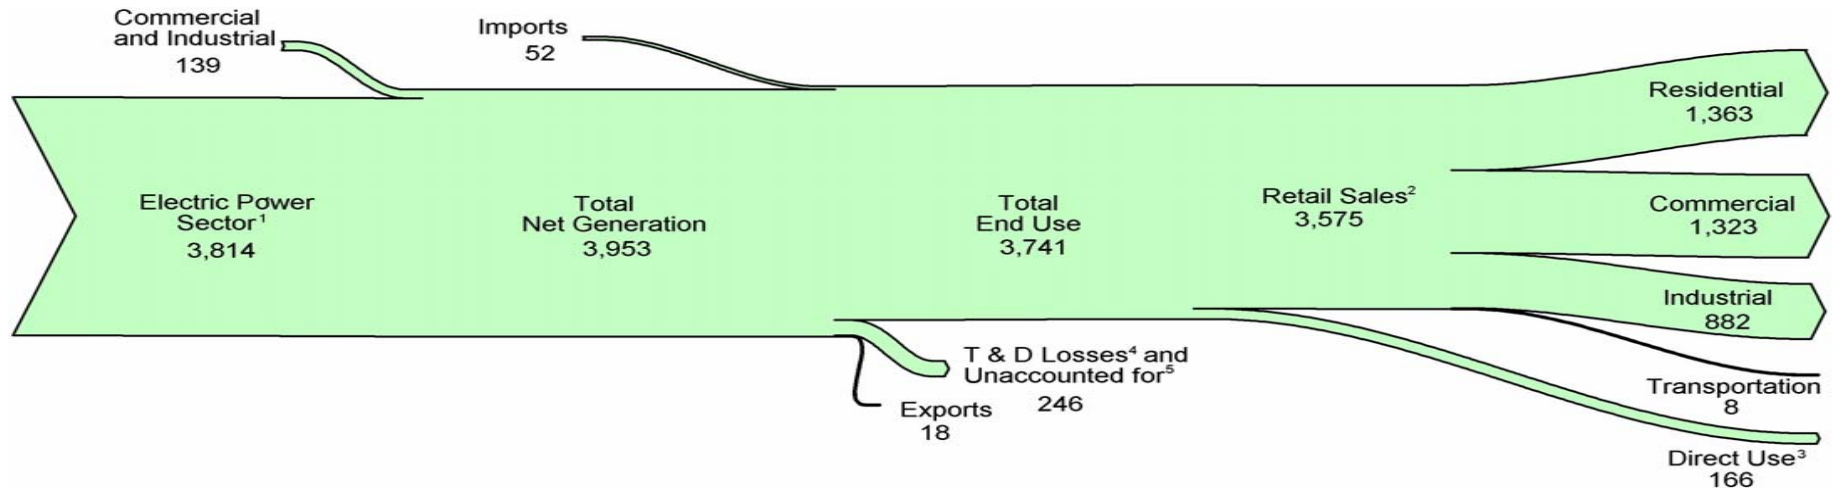 Commercial
and Industrial
139
Imports
52
Electric Power
Sector¹
3,814
Total
Net Generation
3,953
Total
End Use
3,741
Retail Sales²
3,575
Residential
1,363
Commercial
1,323
Industrial
882
Transportation
8
Direct Use³
166
T & D Losses⁴ and
Unaccounted for⁵
246
Exports
18